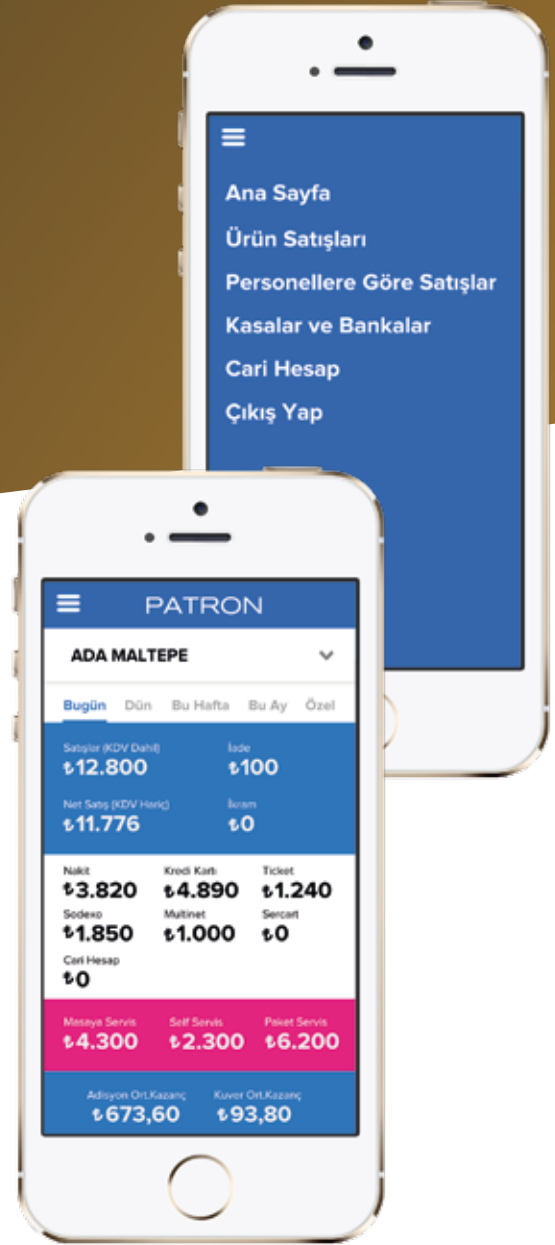 Ana Sayfa
Ürün Satışları
Personellere Göre Satışlar
Kasalar ve Bankalar
Cari Hesap
Çıkış Yap
PATRON
ADA MALTEPE
Bugün Dün Bu Hafta Bu Ay Özel
Satışlar (KDV Dahil) İade
₺12.800 ₺100
Net Satış (KDV Hariç) İkram
₺11.776 ₺0
Nakit Kredi Kartı Ticket
₺3.820 ₺4.890 ₺1.240
Sodexo Multinet Sercart
₺1.850 ₺1.000 ₺0
Cari Hesap
₺0
Masaya Servis Self Servis Paket Servis
₺4.300 ₺2.300 ₺6.200
Adisyon Ort.Kazanç Kuver Ort.Kazanç
₺673,60 ₺93,80